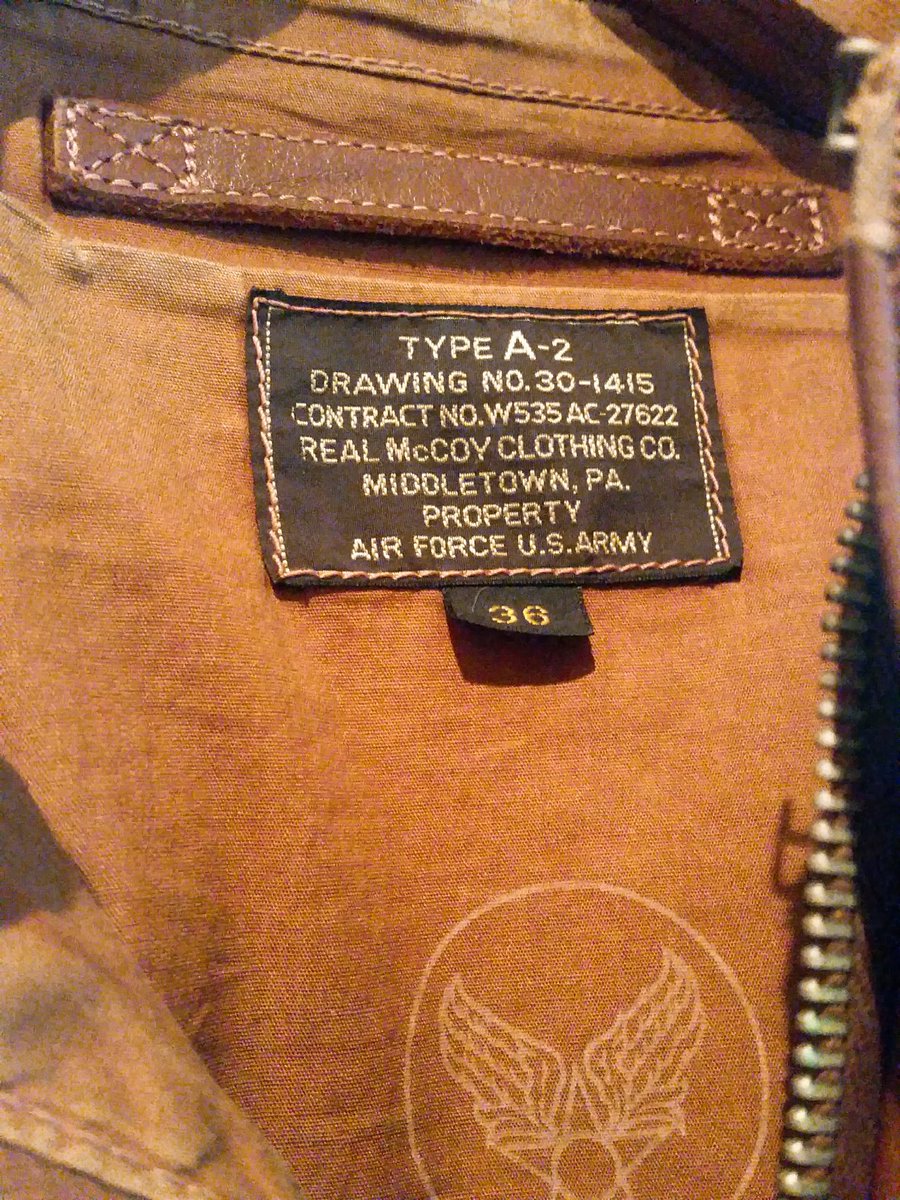 TYPE A-2
DRAWING NO. 30-1415
CONTRACT NO. W535 AC-27622
REAL McCOY CLOTHING CO.
MIDDLETOWN, PA.
PROPERTY
AIR FORCE U.S. ARMY
36